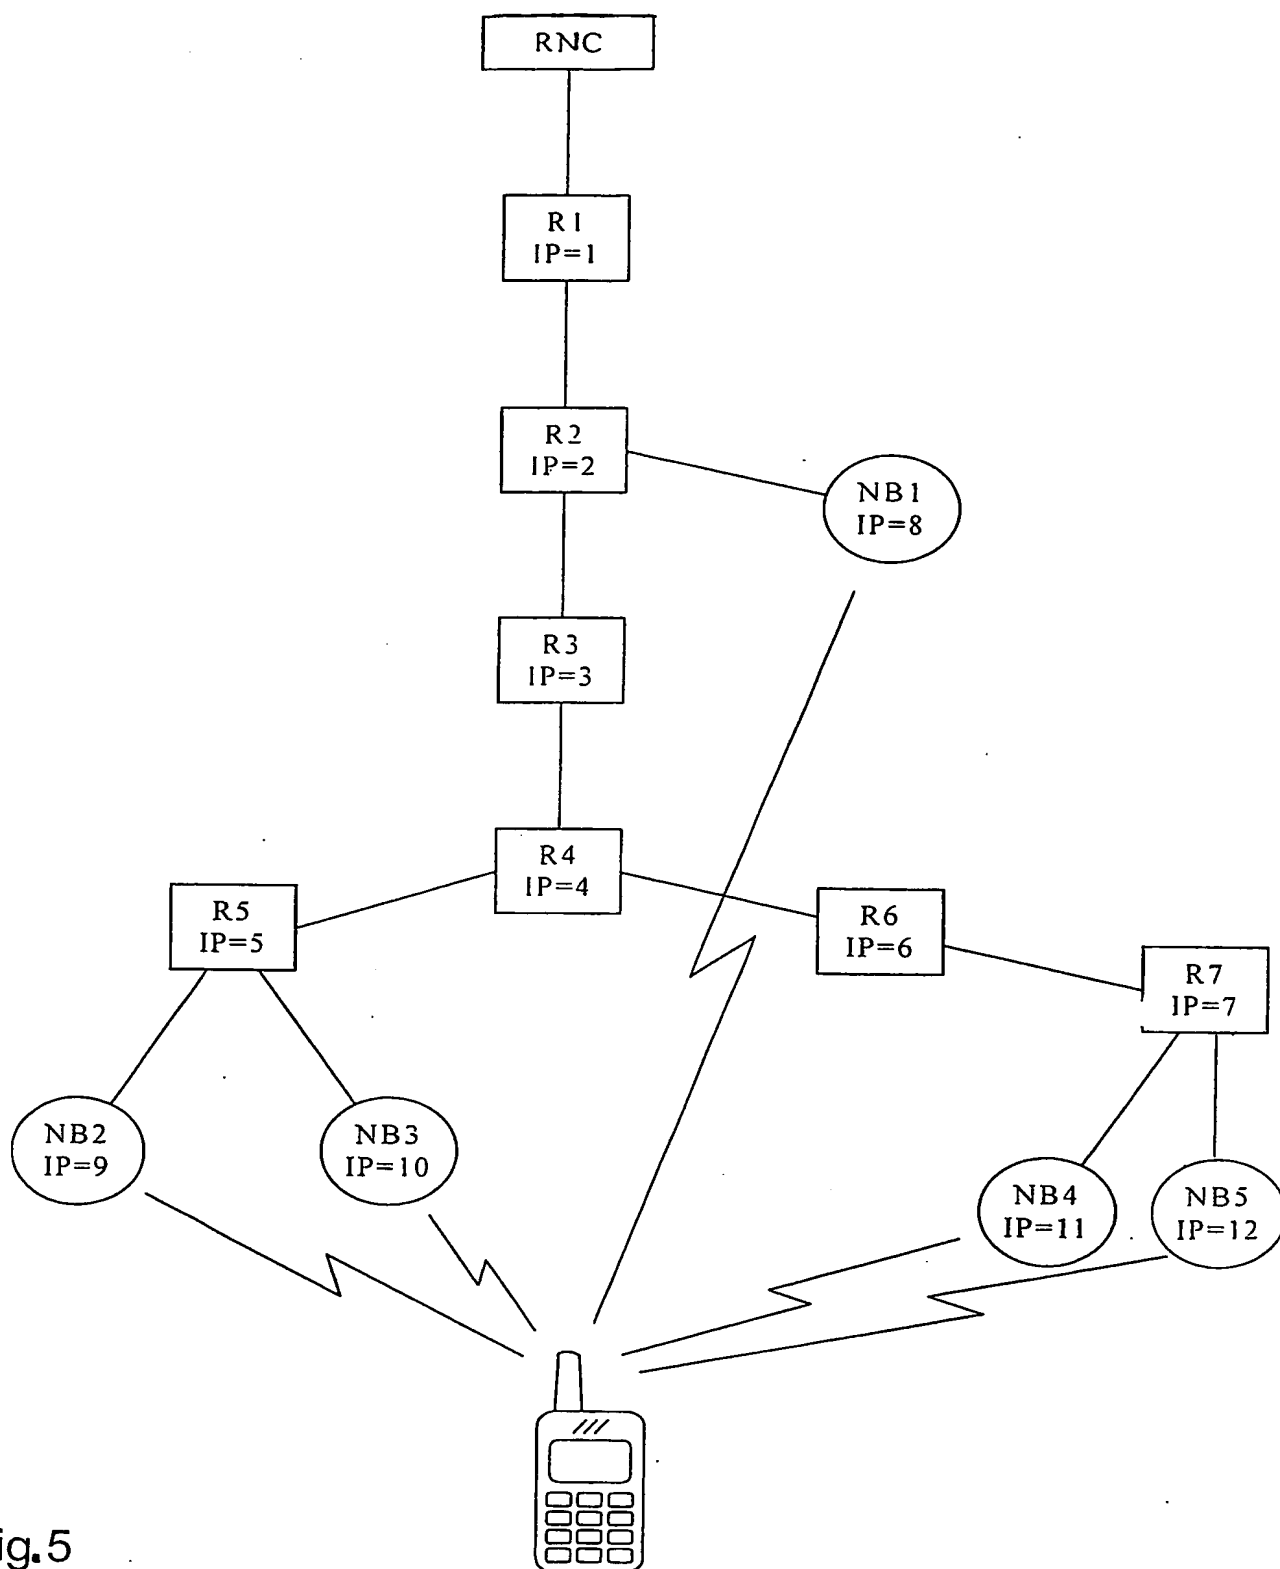 RNC
R1
IP=1
R2
IP=2
NB1
IP=8
R3
IP=3
R4
IP=4
R5
IP=5
R6
IP=6
R7
IP=7
NB2
IP=9
NB3
IP=10
NB4
IP=11
NB5
IP=12
ig.5